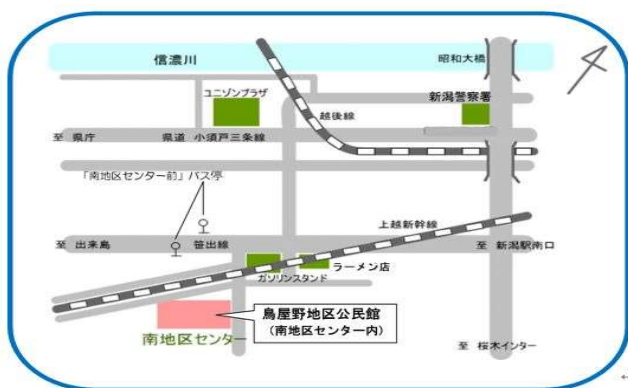 信濃川
昭和大橋
ユニゾンプラザ
新潟警察署
越後線
至 県庁
県道 小須戸三条線
「南地区センター前」バス停
上越新幹線
至 出来島
笹出線
至 新潟駅南口
ラーメン店
ガソリンスタンド
鳥屋野地区公民館
(南地区センター内)
南地区センター
至 桜木インター